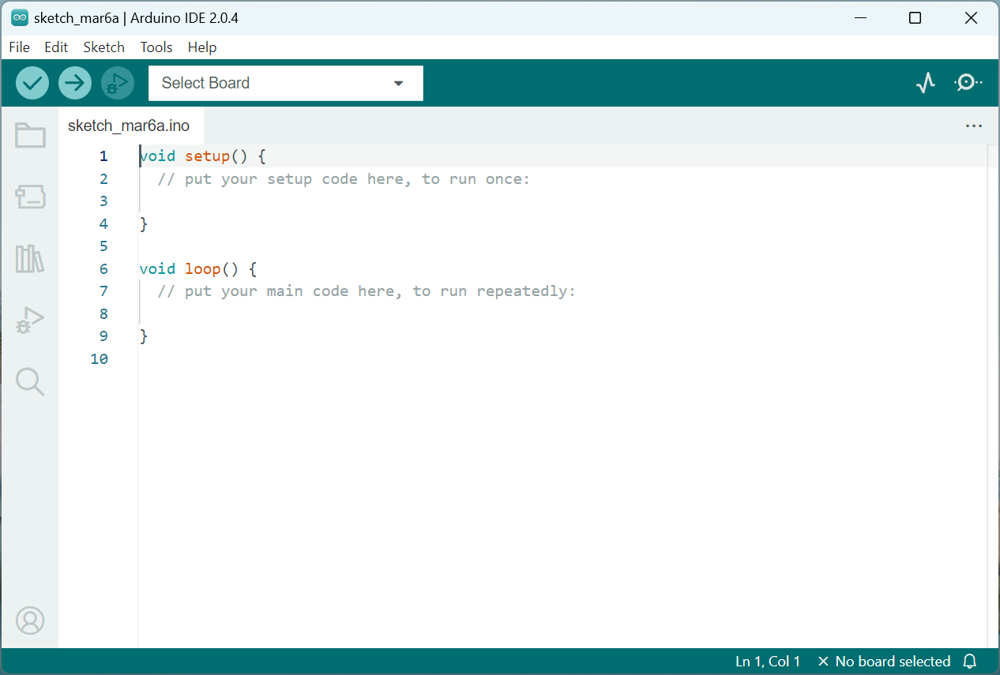 sketch_mar6a | Arduino IDE 2.0.4
File Edit Sketch Tools Help
Select Board
sketch_mar6a.ino
1 void setup() {
2 // put your setup code here, to run once:
3
4 }
5
6 void loop() {
7 // put your main code here, to run repeatedly:
8
9 }
10
Ln 1, Col 1 No board selected